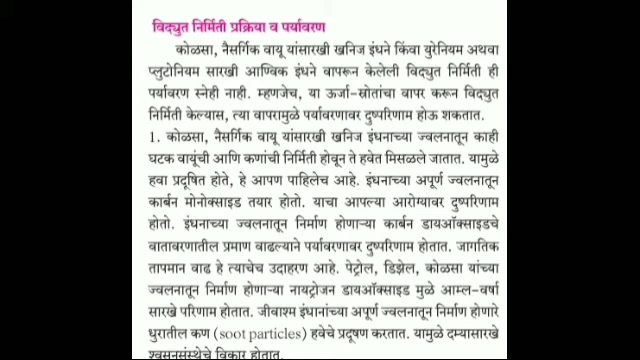 विद्युत निर्मिती प्रक्रिया व पर्यावरण
कोळसा, नैसर्गिक वायू यांसारखी खनिज इंधने किंवा युरेनियम अथवा
प्लुटोनियम सारखी आण्विक इंधने वापरून केलेली विद्युत निर्मिती ही
पर्यावरण स्नेही नाही. म्हणजेच, या ऊर्जा-स्रोतांचा वापर करून विद्युत
निर्मिती केल्यास, त्या वापरामुळे पर्यावरणावर दुष्परिणाम होऊ शकतात.
1. कोळसा, नैसर्गिक वायू यांसारखी खनिज इंधनाच्या ज्वलनातून काही
घटक वायूंची आणि कणांची निर्मिती होवून ते हवेत मिसळले जातात. यामुळे
हवा प्रदूषित होते, हे आपण पाहिलेच आहे. इंधनाच्या अपूर्ण ज्वलनातून
कार्बन मोनोक्साइड तयार होतो. याचा आपल्या आरोग्यावर दुष्परिणाम
होतो. इंधनाच्या ज्वलनातून निर्माण होणाऱ्या कार्बन डायऑक्साइडचे
वातावरणातील प्रमाण वाढल्याने पर्यावरणावर दुष्परिणाम होतात. जागतिक
तापमान वाढ हे त्याचेच उदाहरण आहे. पेट्रोल, डिझेल, कोळसा यांच्या
ज्वलनातून निर्माण होणाऱ्या नायट्रोजन डायऑक्साइड मुळे आम्ल-वर्षा
सारखे परिणाम होतात. जीवाश्म इंधानांच्या अपूर्ण ज्वलनातून निर्माण होणारे
धुरातील कण (soot particles) हवेचे प्रदूषण करतात. यामुळे दम्यासारखे
श्वसनसंस्थेचे विकार होतात.